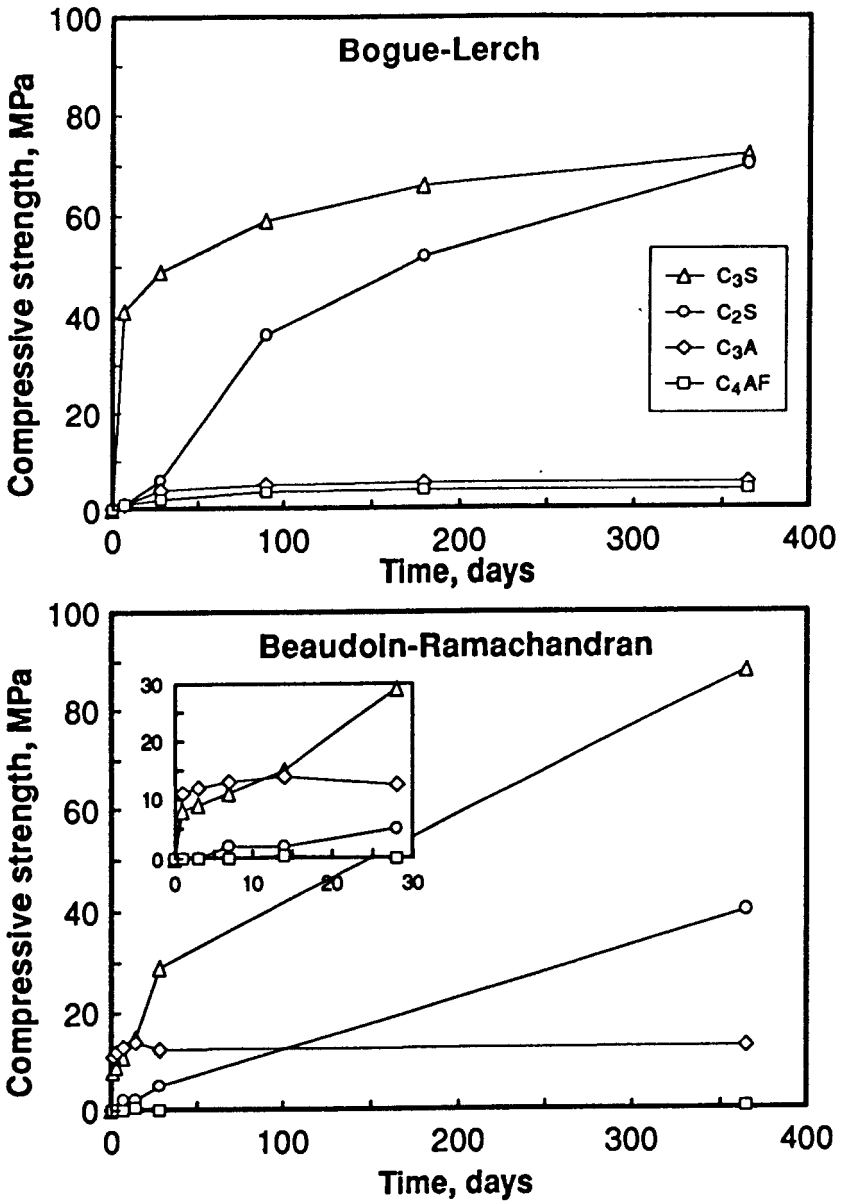 Bogue-Lerch
Compressive strength, MPa
100
80
60
40
20
0
0 100 200 300 400
Time, days
C₃S
C₂S
C₃A
C₄AF
Beaudoin-Ramachandran
Compressive strength, MPa
100
80
60
40
20
0
0 100 200 300 400
Time, days
30
20
10
0
0 10 20 30